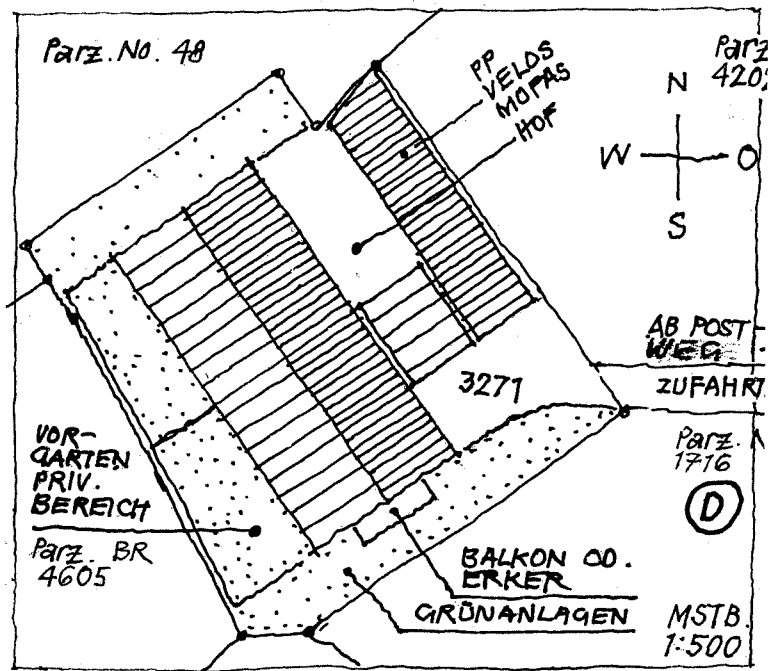 Parz. No. 48
PP
VELOS
MOFAS
HOF
Parz
420
N
W
O
S
AB POST
WEG
ZUFAHRT
3271
Parz.
1716
D
VOR-
GARTEN
PRIV.
BEREICH
Parz. BR
4605
BALKON OD.
ERKER
GRÜNANLAGEN
MSTB.
1:500